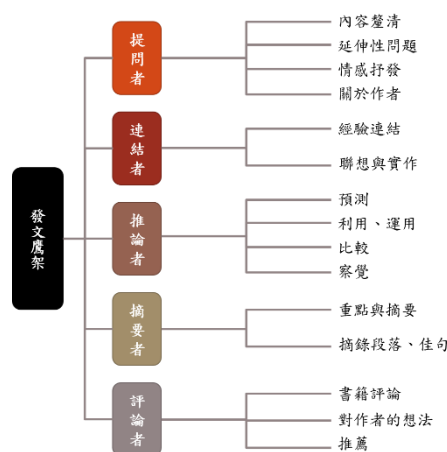 發文鷹架
提問者
內容釐清
延伸性問題
情感抒發
關於作者
連結者
經驗連結
聯想與實作
推論者
預測
利用、運用
比較
察覺
摘要者
重點與摘要
摘錄段落、佳句
評論者
書籍評論
對作者的想法
推薦